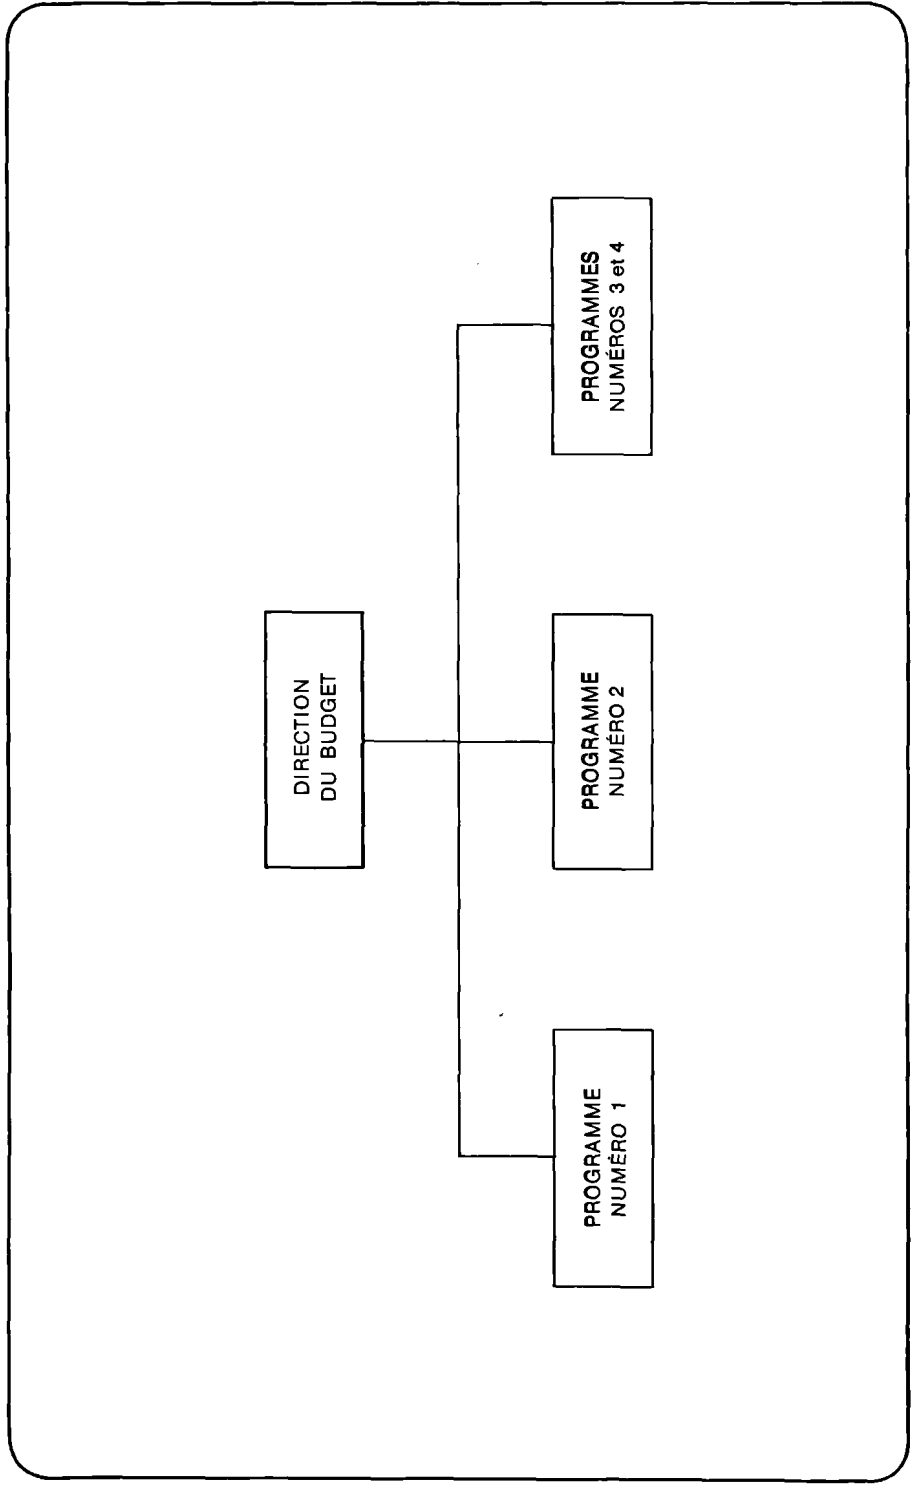 DIRECTION
DU BUDGET
PROGRAMME
NUMÉRO 1
PROGRAMME
NUMÉRO 2
PROGRAMMES
NUMÉROS 3 et 4